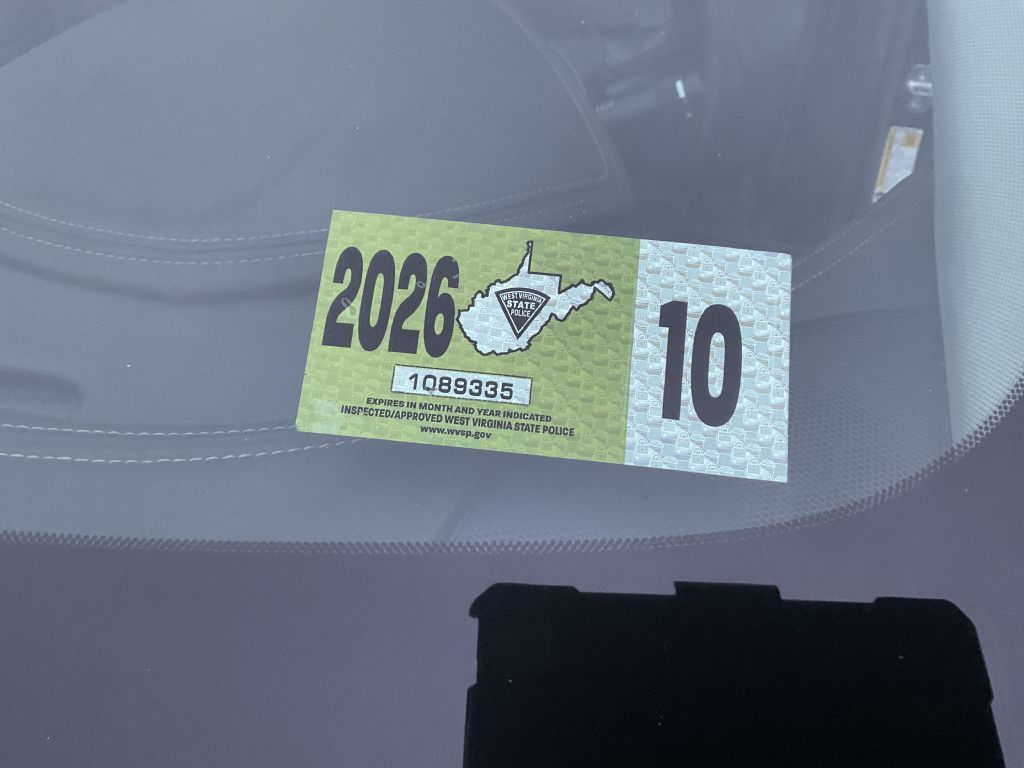 2026
WEST VIRGINIA
STATE
POLICE
10
1089335
EXPIRES IN MONTH AND YEAR INDICATED
INSPECTED/APPROVED WEST VIRGINIA STATE POLICE
www.wvsp.gov